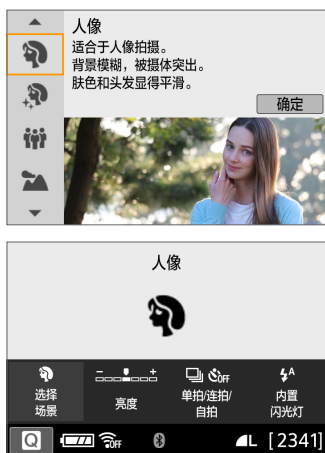 人像
适合于人像拍摄。
背景模糊，被摄体突出。
肤色和头发显得平滑。
确定
人像
选择
场景
亮度
单拍/连拍/
自拍
内置
闪光灯
- +
OFF
A
Q
OFF
L [2341]